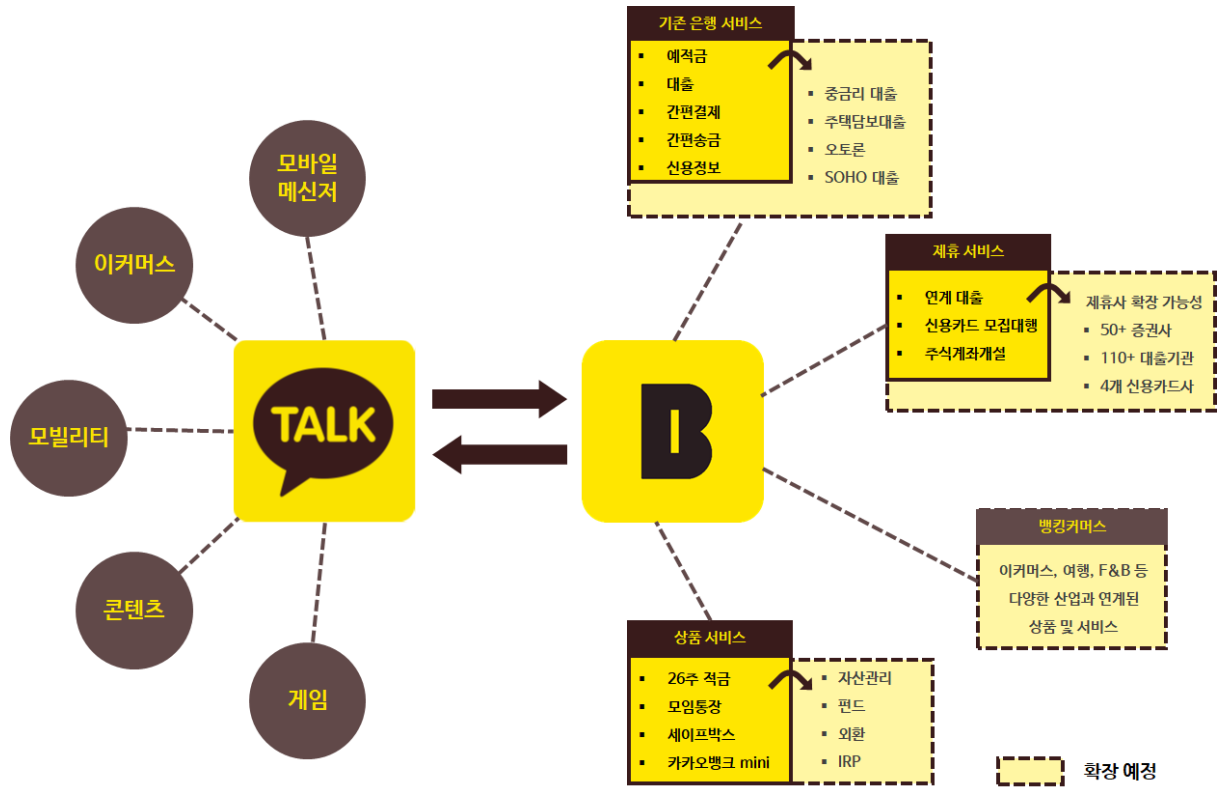 모바일
메신저
이커머스
모빌리티
콘텐츠
게임
TALK
B
기존 은행 서비스
▪ 예적금
▪ 대출
▪ 간편결제
▪ 간편송금
▪ 신용정보
▪ 중금리 대출
▪ 주택담보대출
▪ 오토론
▪ SOHO 대출
제휴 서비스
▪ 연계 대출
▪ 신용카드 모집대행
▪ 주식계좌개설
제휴사 확장 가능성
▪ 50+ 증권사
▪ 110+ 대출기관
▪ 4개 신용카드사
뱅킹커머스
이커머스, 여행, F&B 등
다양한 산업과 연계된
상품 및 서비스
상품 서비스
▪ 26주 적금
▪ 모임통장
▪ 세이프박스
▪ 카카오뱅크 mini
▪ 자산관리
▪ 펀드
▪ 외환
▪ IRP
확장 예정